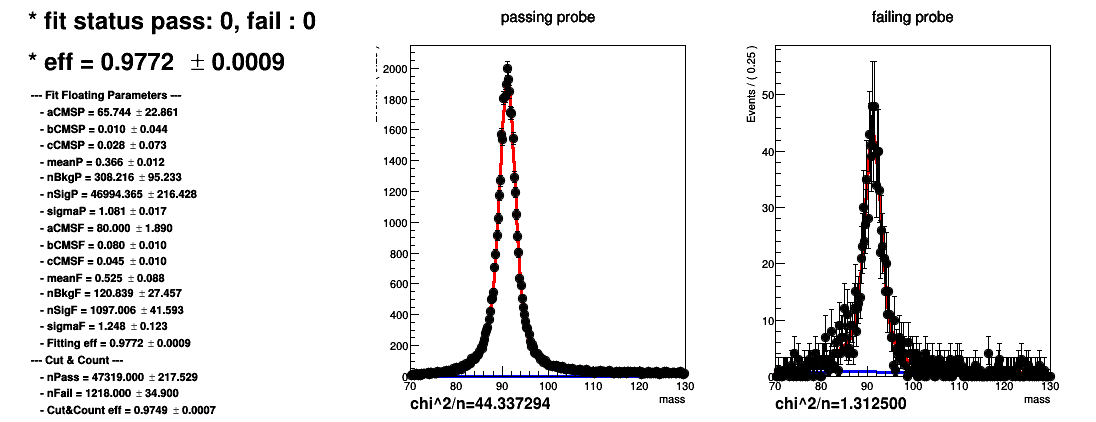 * fit status pass: 0, fail : 0
* eff = 0.9772 ± 0.0009
--- Fit Floating Parameters ---
- aCMSP = 65.744 ± 22.861
- bCMSP = 0.010 ± 0.044
- cCMSP = 0.028 ± 0.073
- meanP = 0.366 ± 0.012
- nBkgP = 308.216 ± 95.233
- nSigP = 46994.365 ± 216.428
- sigmaP = 1.081 ± 0.017
- aCMSF = 80.000 ± 1.890
- bCMSF = 0.080 ± 0.010
- cCMSF = 0.045 ± 0.010
- meanF = 0.525 ± 0.088
- nBkgF = 120.839 ± 27.457
- nSigF = 1097.006 ± 41.593
- sigmaF = 1.248 ± 0.123
- Fitting eff = 0.9772 ± 0.0009
--- Cut & Count ---
- nPass = 47319.000 ± 217.529
- nFail = 1218.000 ± 34.900
- Cut&Count eff = 0.9749 ± 0.0007
passing probe
2000
1800
1600
1400
1200
1000
800
600
400
200
0
70 80 90 100 110 120 130
mass
chi^2/n=44.337294
failing probe
Events / ( 0.25 )
50
40
30
20
10
0
70 80 90 100 110 120 130
mass
chi^2/n=1.312500